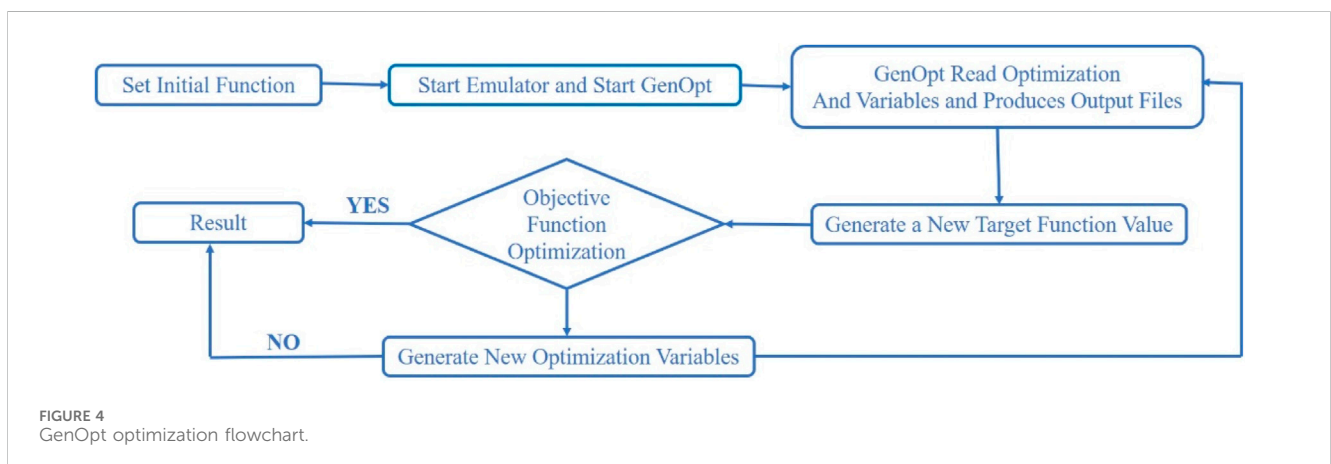 Set Initial Function
Start Emulator and Start GenOpt
GenOpt Read Optimization
And Variables and Produces Output Files
Generate a New Target Function Value
Objective
Function
Optimization
YES
Result
NO
Generate New Optimization Variables
FIGURE 4
GenOpt optimization flowchart.